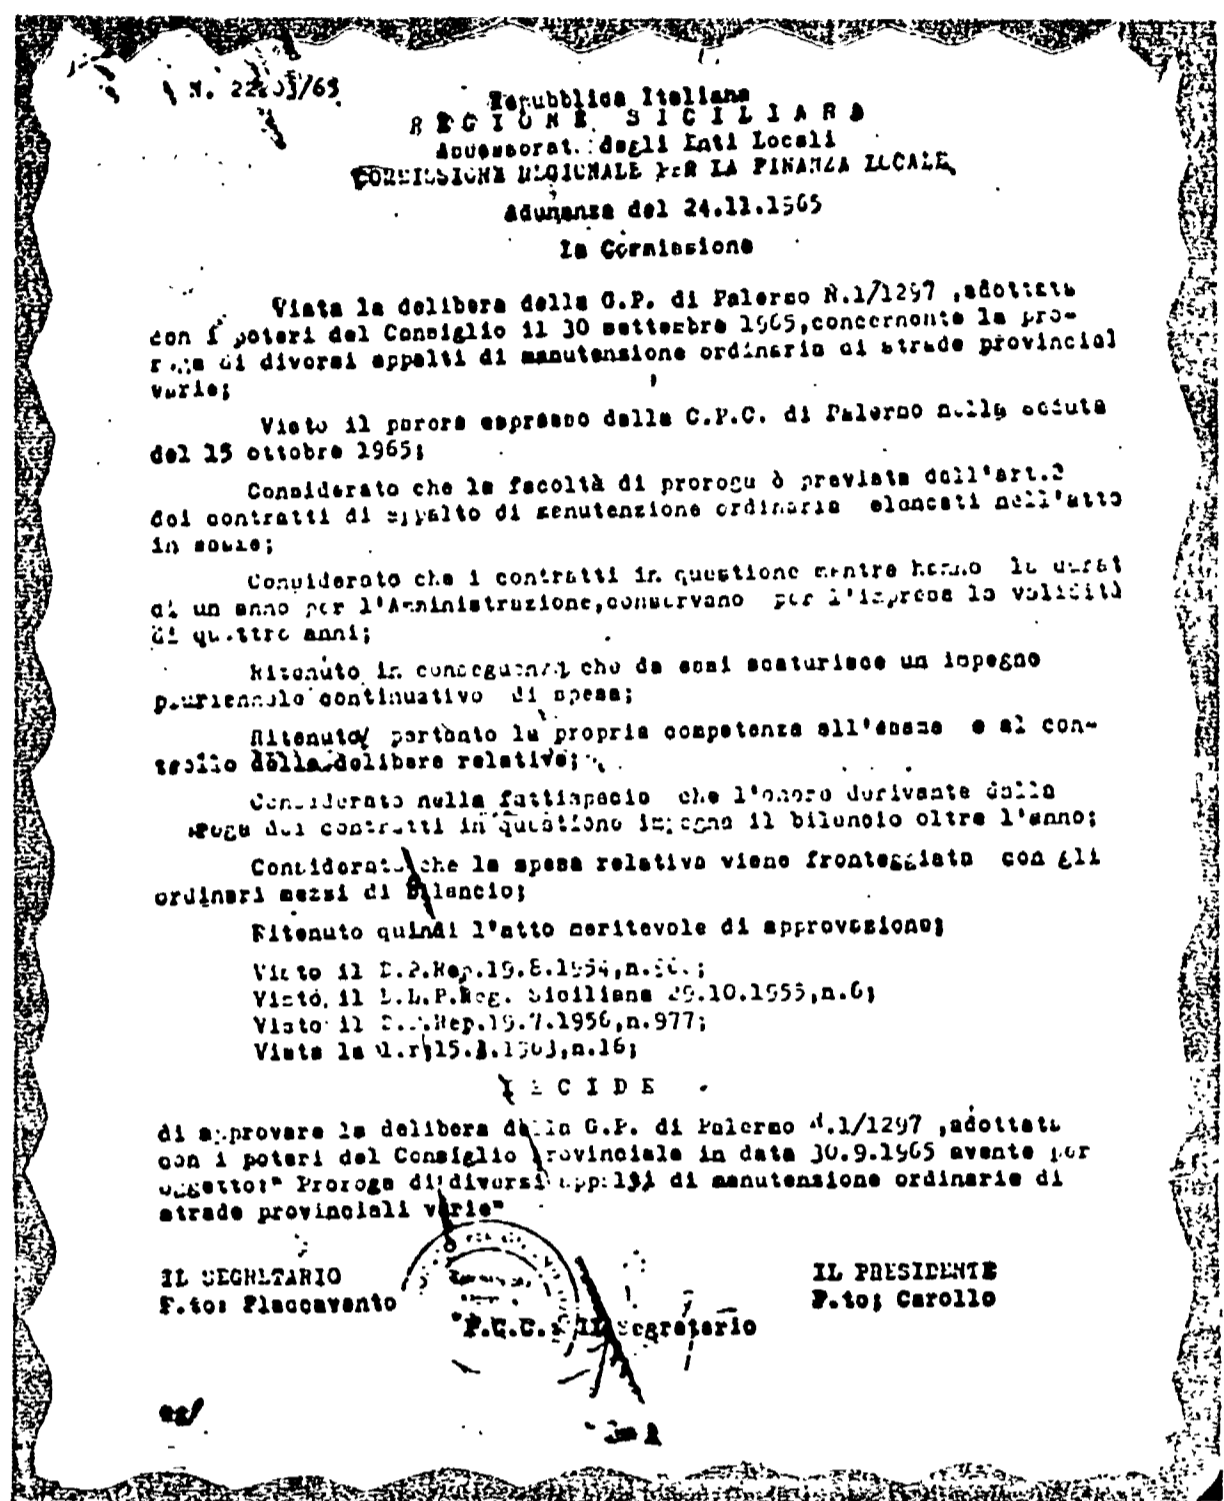 Repubblica Italiana
REGIONE SICILIANA
Assessorat. degli Enti Locali
COMMISSIONE REGIONALE PER LA FINANZA LOCALE
Adunanza del 24.11.1965
La Commissione
Vista la delibera della G.P. di Palermo N.1/1297 ,adottata
con i poteri del Consiglio il 30 settembre 1965,concernente la pro-
roga di diversi appalti di manutenzione ordinaria di strade provincial
varie;
Visto il parere espresso dalla C.P.C. di Palermo nella seduta
del 15 ottobre 1965;
Considerato che la facoltà di proroga è prevista dall'art.2
dei contratti di appalto di manutenzione ordinaria elencati nell'atto
in esame;
Considerato che i contratti in questione mentre hanno la durat
di un anno per l'Amministrazione,conservano per l'impresa la validità
di quattro anni;
Ritenuto in conseguenza che da essi scaturisce un impegno
pluriennale continuativo di spesa;
Ritenuto pertanto la propria competenza all'esame e al con-
trollo della delibera relativa;
Considerato nella fattispecie che l'onere derivante dalla
proroga dei contratti in questione impegna il bilancio oltre l'anno;
Considerato che la spesa relativa viene fronteggiata con gli
ordinari mezzi di bilancio;
Ritenuto quindi l'atto meritevole di approvazione;
Visto il D.P.Rep.19.8.1954,n.
Visto il D.L.P.Reg. Siciliana 29.10.1955,n.6;
Visto il D.P.Rep.19.7.1956,n.977;
Vista la l.r.15.3.1963,n.16;
DECIDE
di approvare la delibera della G.P. di Palermo N.1/1297 ,adottata
con i poteri del Consiglio Provinciale in data 30.9.1965 avente per
oggetto:" Proroga di diversi appalti di manutenzione ordinarie di
strade provinciali varie"
IL SEGRETARIO
F.to: Flaccavento
IL PRESIDENTE
F.to: Carollo
P.C.C.: Il Segretario